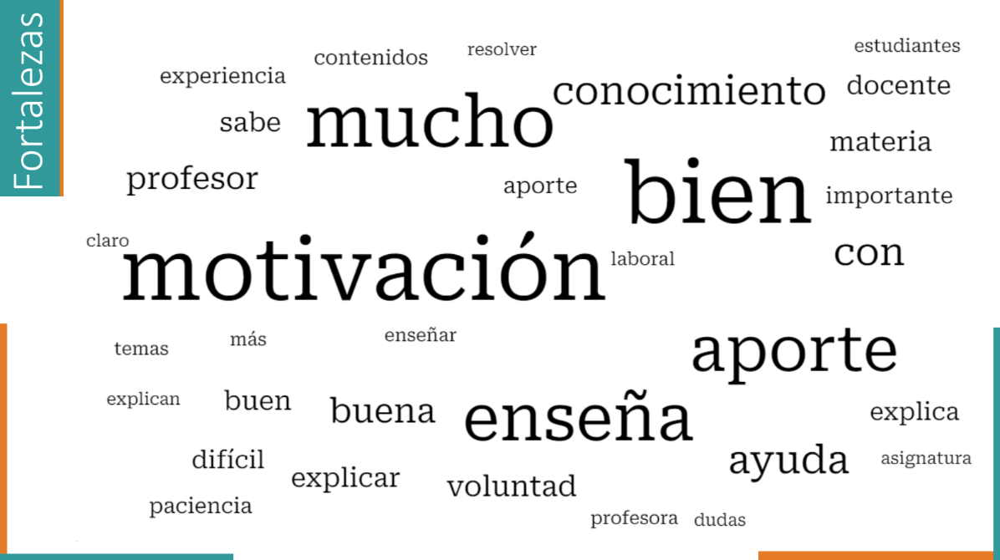 Fortalezas
resolver
estudiantes
contenidos
experiencia
conocimiento
docente
sabe
mucho
materia
profesor
aporte
bien
importante
claro
motivación
laboral
con
temas
más
enseñar
aporte
explican
buen
buena
enseña
explica
difícil
explicar
voluntad
ayuda
asignatura
paciencia
profesora
dudas